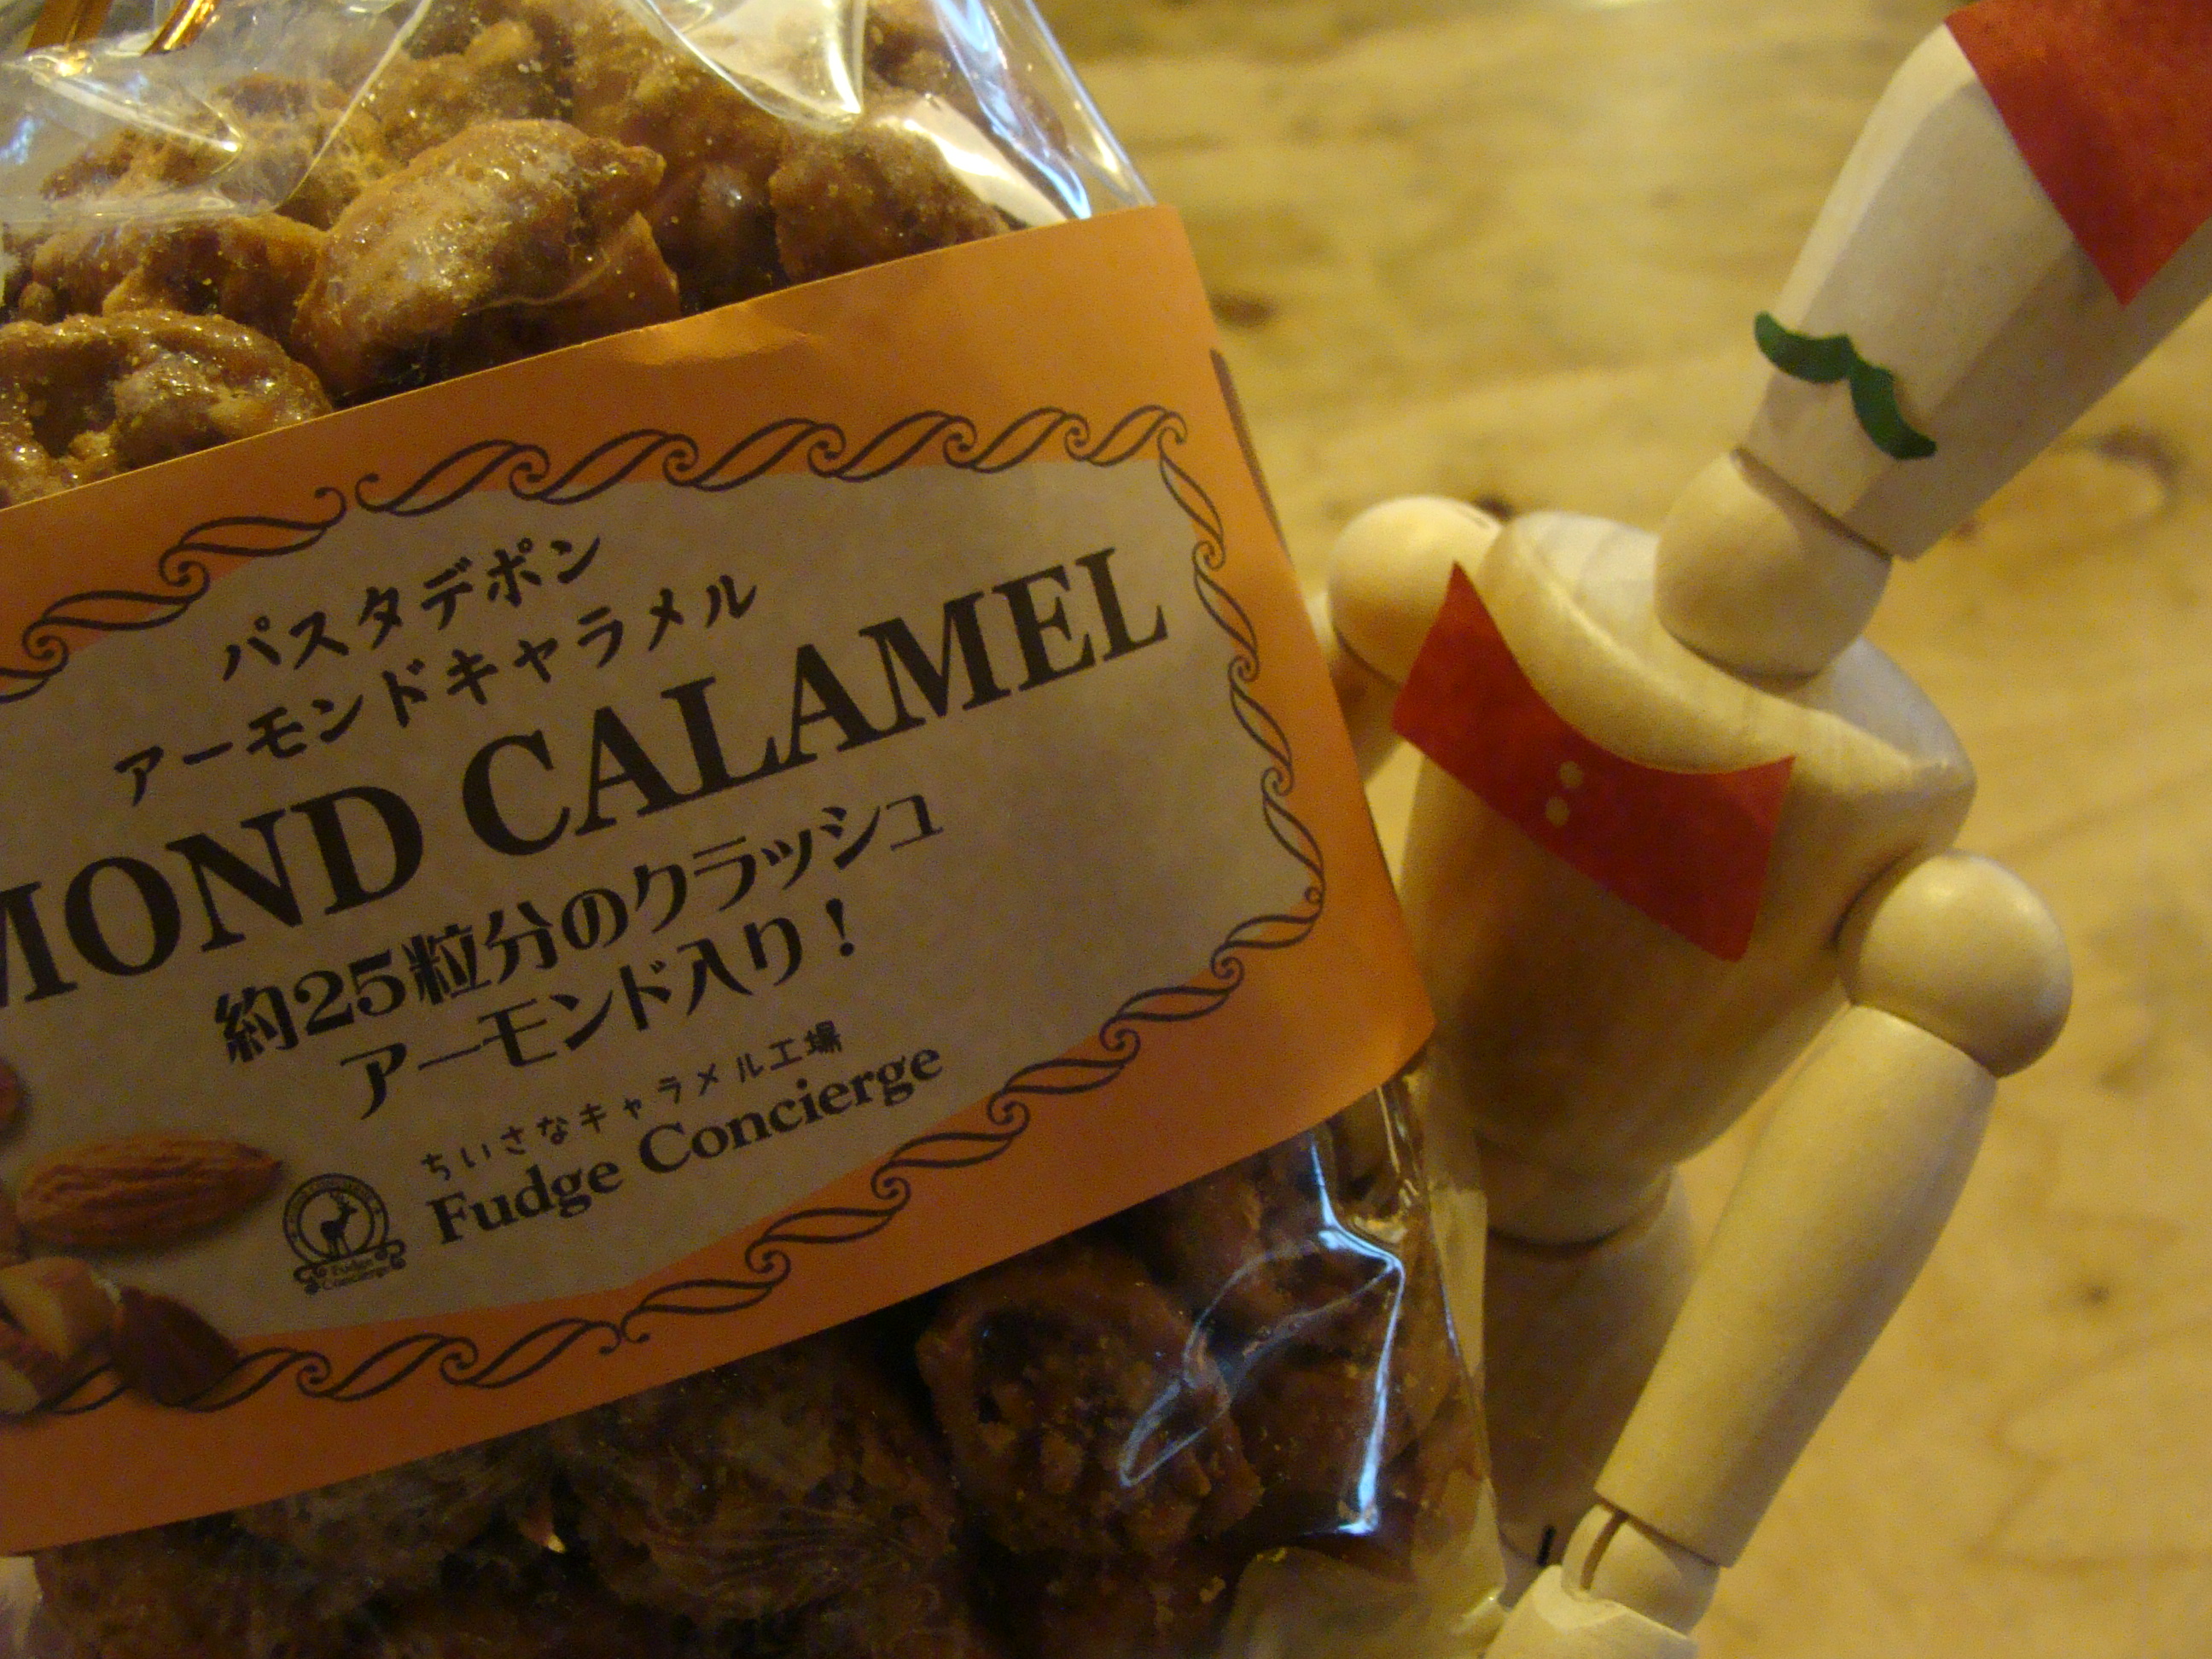 パスタデポン
アーモンドキャラメル
MOND CALAMEL
約25粒分のクラッシュ
アーモンド入り！
ちいさなキャラメル工場
Fudge Concierge
Fudge
Concierge